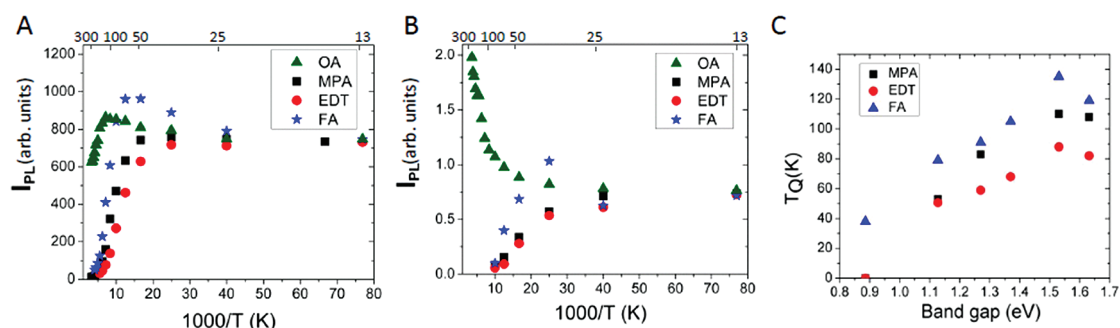 A
300 100 50 25 13
1200
1000
800
600
400
200
0
I_PL(arb. units)
OA
MPA
EDT
FA
10 20 30 40 50 60 70 80
1000/T (K)
B
300 100 50 25 13
2.0
1.5
1.0
0.5
0.0
I_PL(arb. units)
OA
MPA
EDT
FA
10 20 30 40 50 60 70 80
1000/T (K)
C
140
120
100
80
60
40
20
0
T_Q(K)
MPA
EDT
FA
0.8 0.9 1.0 1.1 1.2 1.3 1.4 1.5 1.6 1.7
Band gap (eV)